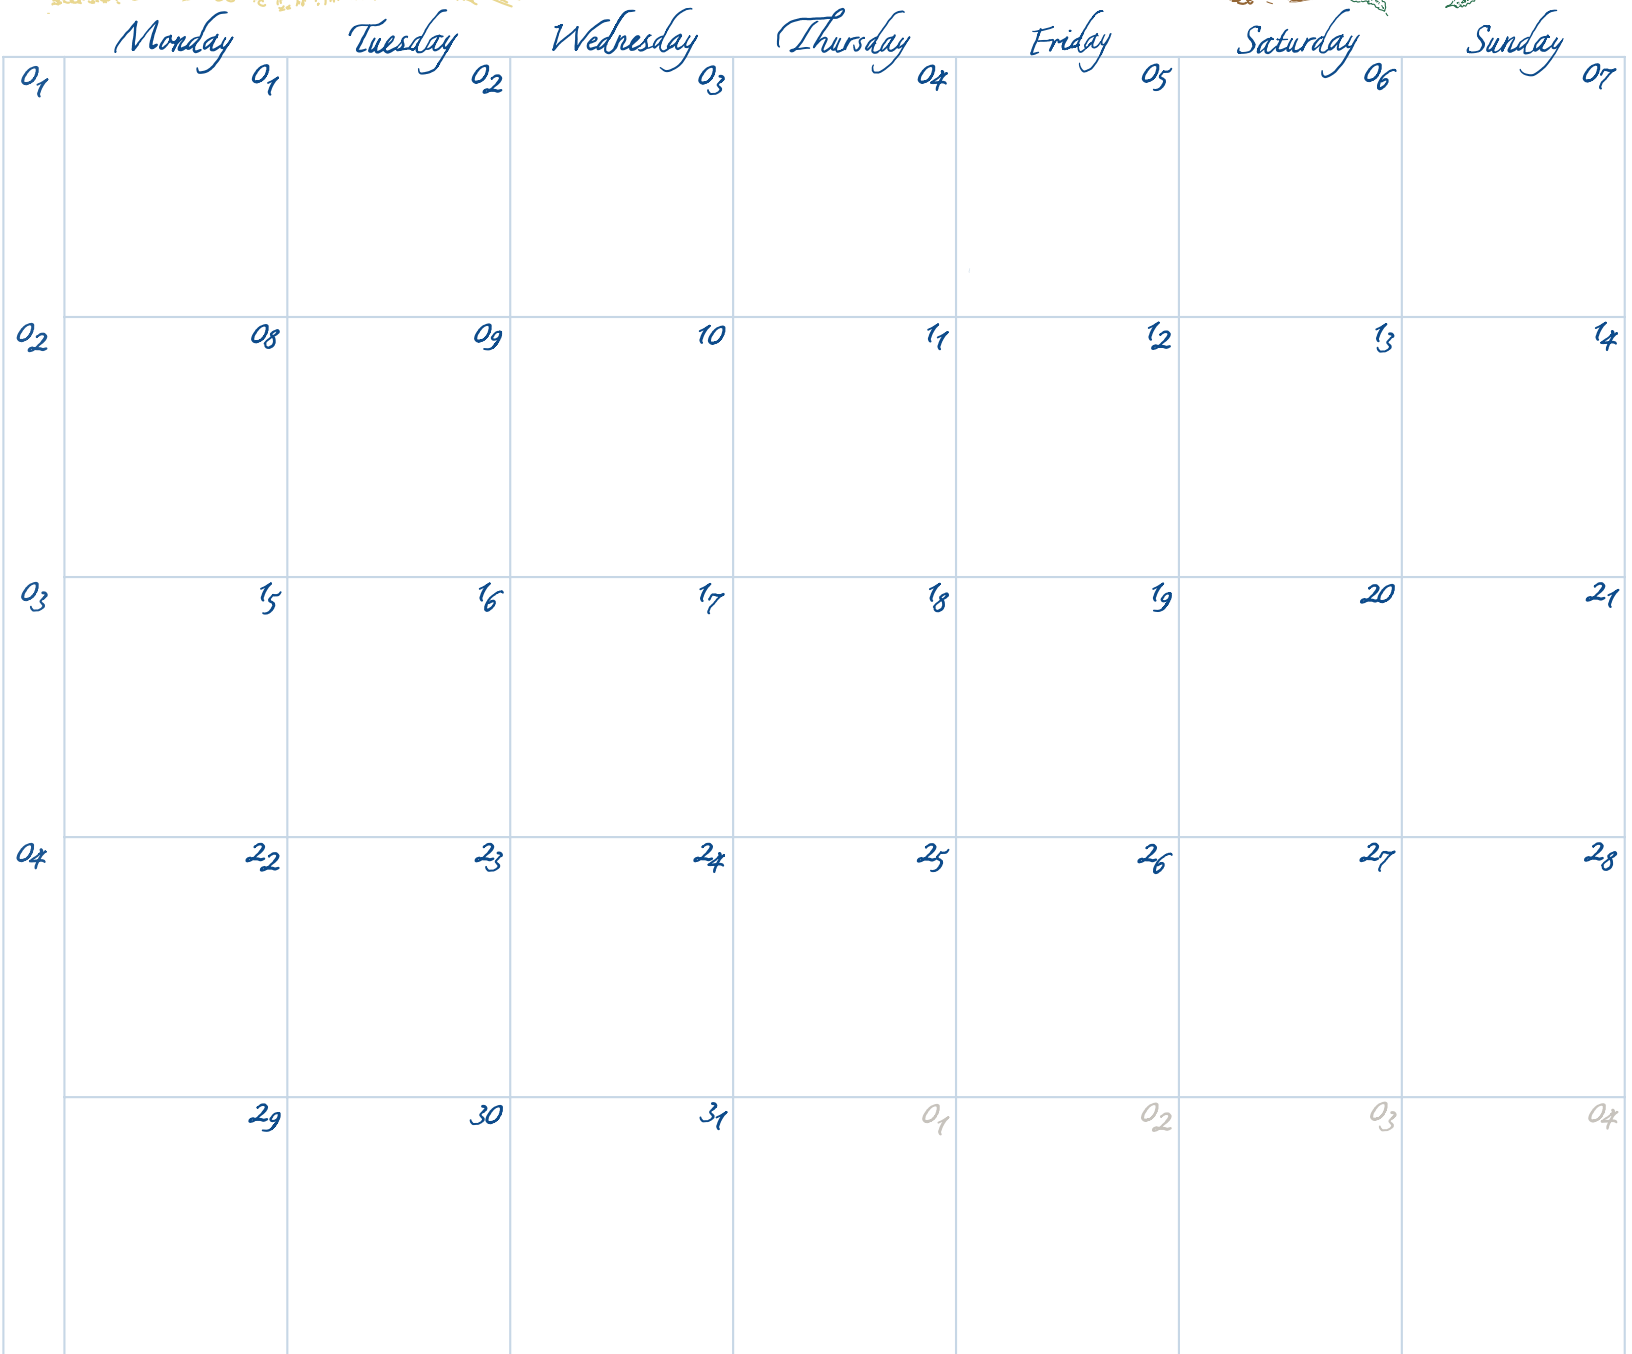 Monday Tuesday Wednesday Thursday Friday Saturday Sunday
01 01 02 03 04 05 06 07
02 08 09 10 11 12 13 14
03 15 16 17 18 19 20 21
04 22 23 24 25 26 27 28
29 30 31 01 02 03 04